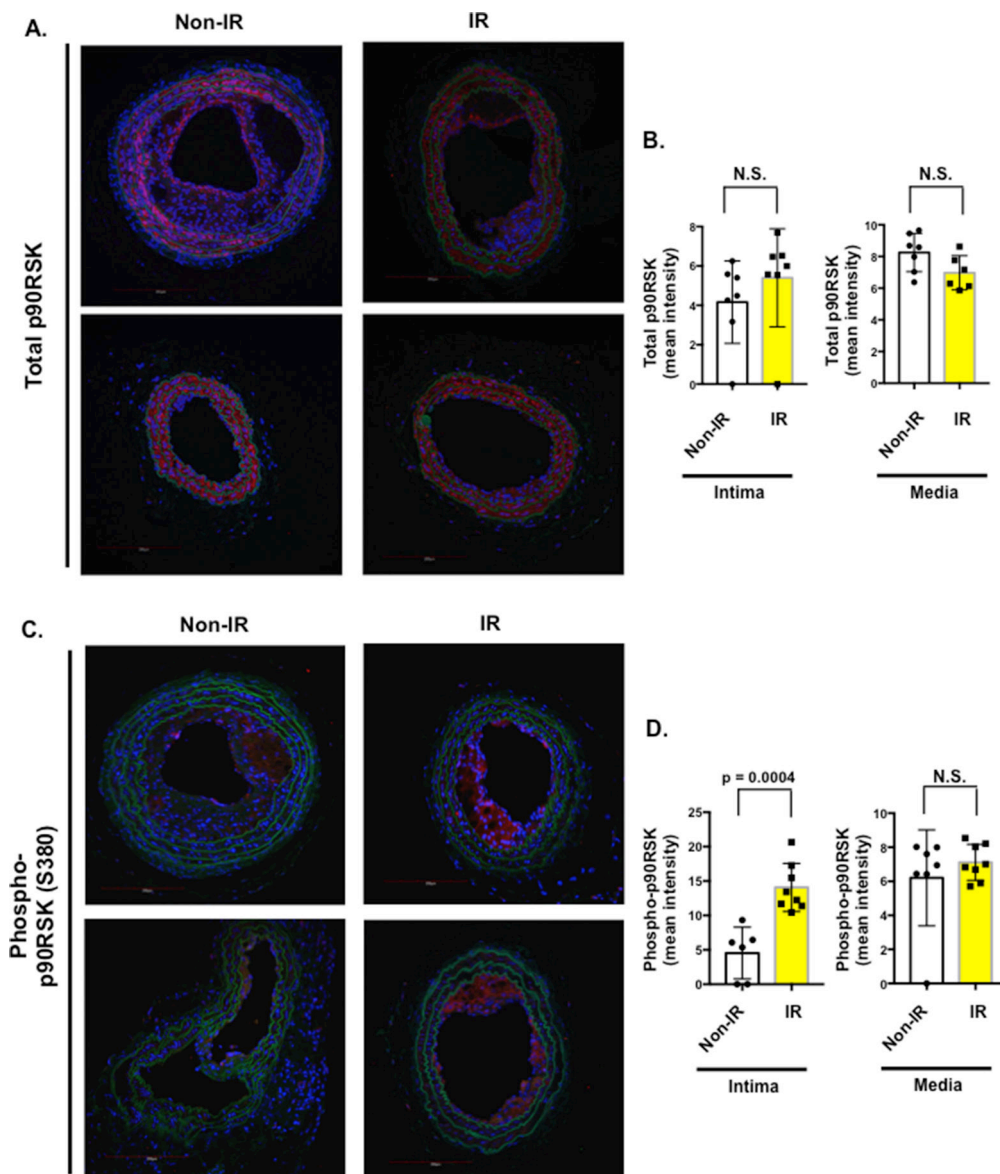 A.
Non-IR
IR
Total p90RSK
B.
N.S.
N.S.
Total p90RSK
(mean intensity)
8
6
4
2
0
Non-IR
IR
Intima
Total p90RSK
(mean intensity)
10
8
6
4
2
0
Non-IR
IR
Media
C.
Non-IR
IR
Phospho-
p90RSK (S380)
D.
p = 0.0004
N.S.
Phospho-p90RSK
(mean intensity)
25
20
15
10
5
0
Non-IR
IR
Intima
Phospho-p90RSK
(mean intensity)
10
8
6
4
2
0
Non-IR
IR
Media